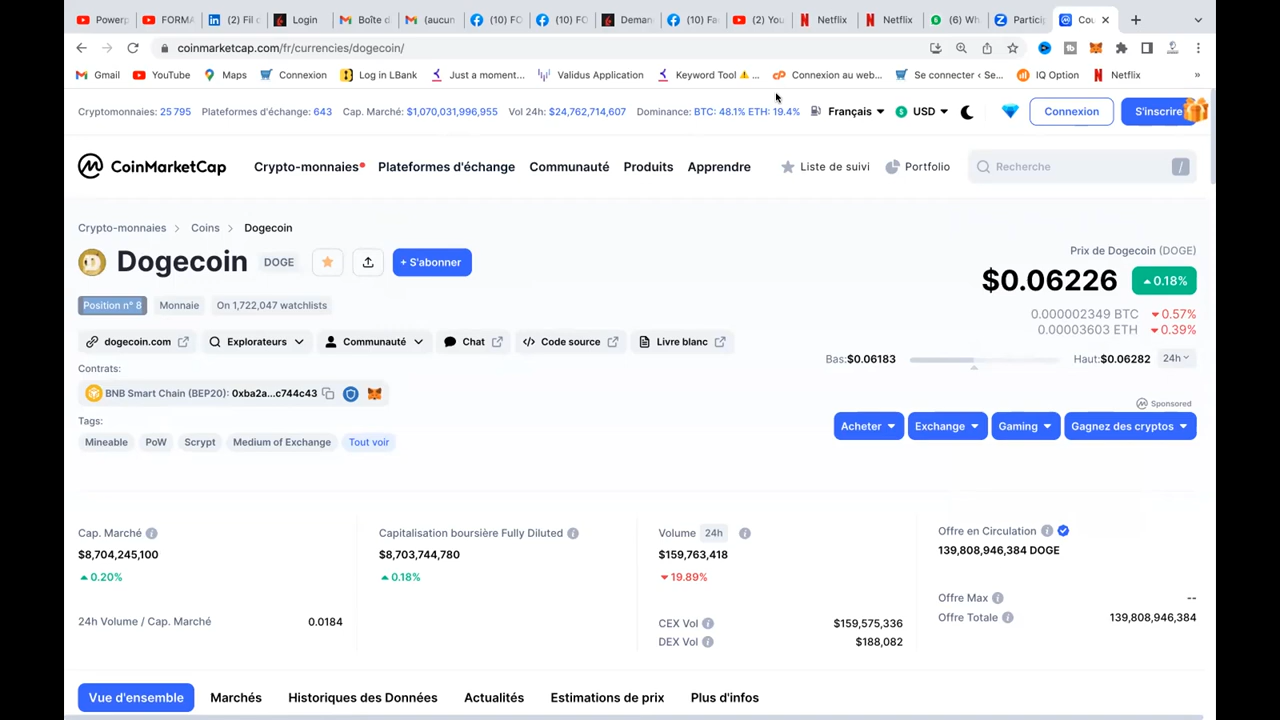 Powerp
FORMA
(2) Fil c
Login
Boîte d
(aucun
(10) FO
(10) FO
Deman
(10) Fa
(2) You
Netflix
Netflix
(6) Wh
Partici
Cou
coinmarketcap.com/fr/currencies/dogecoin/
Gmail
YouTube
Maps
Connexion
Log in LBank
Just a moment...
Validus Application
Keyword Tool ⚠ ...
Connexion au web...
Se connecter ‹ Se...
IQ Option
Netflix
»
Cryptomonnaies: 25 795 Plateformes d'échange: 643 Cap. Marché: $1,070,031,996,955 Vol 24h: $24,762,714,607 Dominance: BTC: 48.1% ETH: 19.4%
Français
USD
Connexion
S'inscrire
CoinMarketCap
Crypto-monnaies
Plateformes d'échange
Communauté
Produits
Apprendre
Liste de suivi
Portfolio
Recherche
/
Crypto-monnaies > Coins > Dogecoin
Dogecoin DOGE
+ S'abonner
Position n° 8
Monnaie
On 1,722,047 watchlists
dogecoin.com
Explorateurs
Communauté
Chat
Code source
Livre blanc
Contrats:
BNB Smart Chain (BEP20): 0xba2a...c744c43
Tags:
Mineable
PoW
Scrypt
Medium of Exchange
Tout voir
Prix de Dogecoin (DOGE)
$0.06226 0.18%
0.000002349 BTC 0.57%
0.00003603 ETH 0.39%
Bas:$0.06183
Haut:$0.06282
24h
Sponsored
Acheter
Exchange
Gaming
Gagnez des cryptos
Cap. Marché
$8,704,245,100
0.20%
24h Volume / Cap. Marché 0.0184
Capitalisation boursière Fully Diluted
$8,703,744,780
0.18%
Volume 24h
$159,763,418
19.89%
CEX Vol $159,575,336
DEX Vol $188,082
Offre en Circulation
139,808,946,384 DOGE
Offre Max --
Offre Totale 139,808,946,384
Vue d'ensemble
Marchés
Historiques des Données
Actualités
Estimations de prix
Plus d'infos